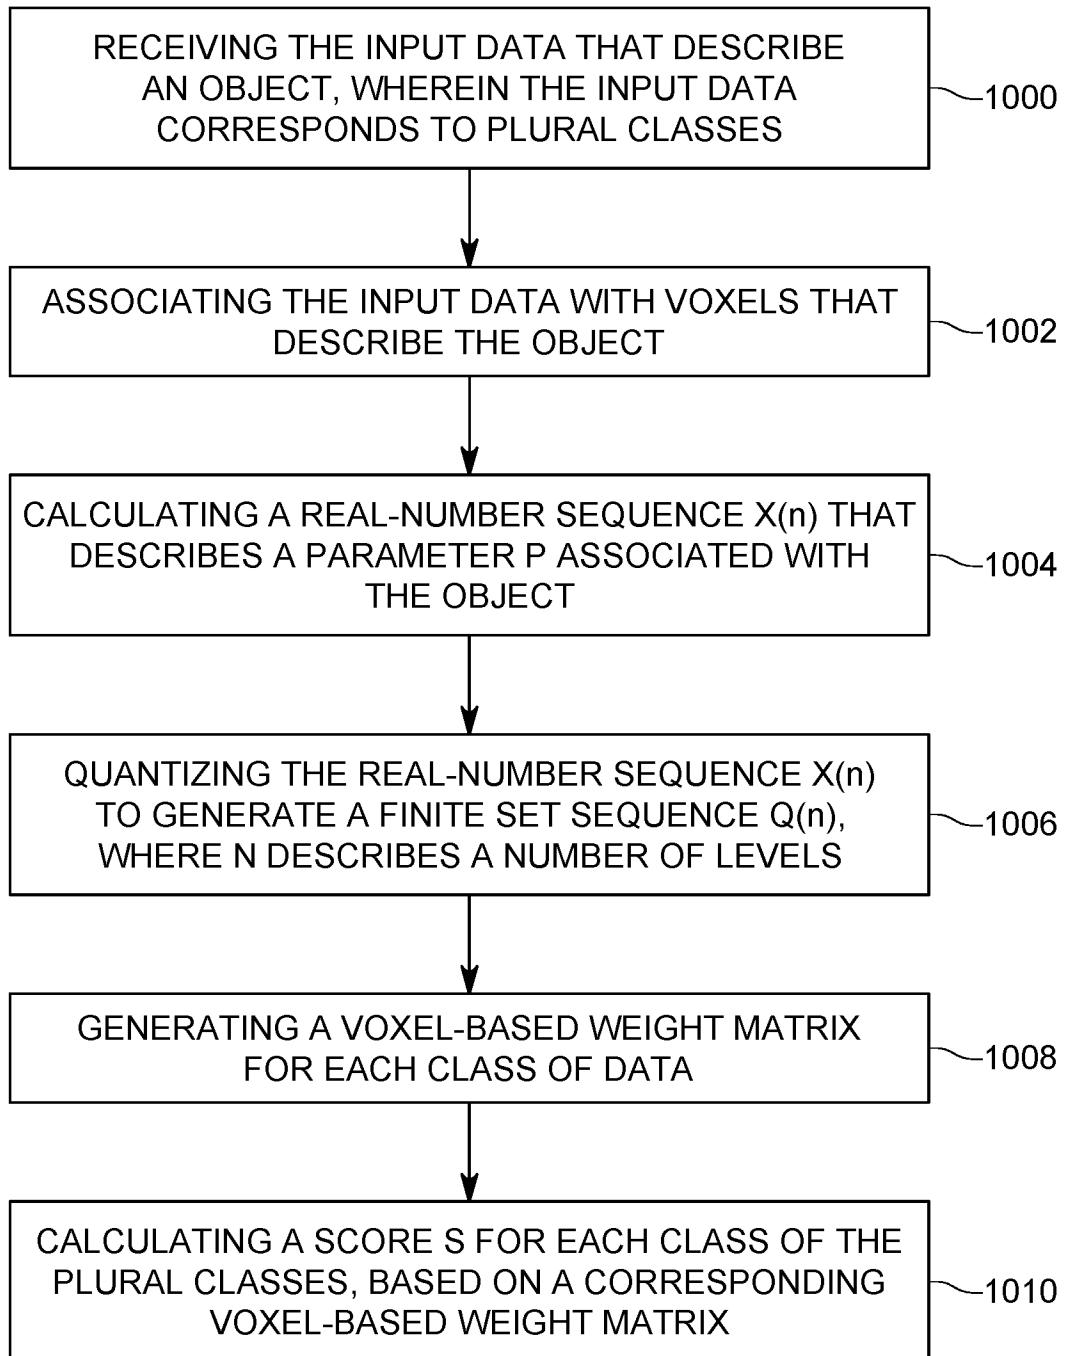 RECEIVING THE INPUT DATA THAT DESCRIBE
AN OBJECT, WHEREIN THE INPUT DATA
CORRESPONDS TO PLURAL CLASSES
1000
ASSOCIATING THE INPUT DATA WITH VOXELS THAT
DESCRIBE THE OBJECT
1002
CALCULATING A REAL-NUMBER SEQUENCE X(n) THAT
DESCRIBES A PARAMETER P ASSOCIATED WITH
THE OBJECT
1004
QUANTIZING THE REAL-NUMBER SEQUENCE X(n)
TO GENERATE A FINITE SET SEQUENCE Q(n),
WHERE N DESCRIBES A NUMBER OF LEVELS
1006
GENERATING A VOXEL-BASED WEIGHT MATRIX
FOR EACH CLASS OF DATA
1008
CALCULATING A SCORE S FOR EACH CLASS OF THE
PLURAL CLASSES, BASED ON A CORRESPONDING
VOXEL-BASED WEIGHT MATRIX
1010